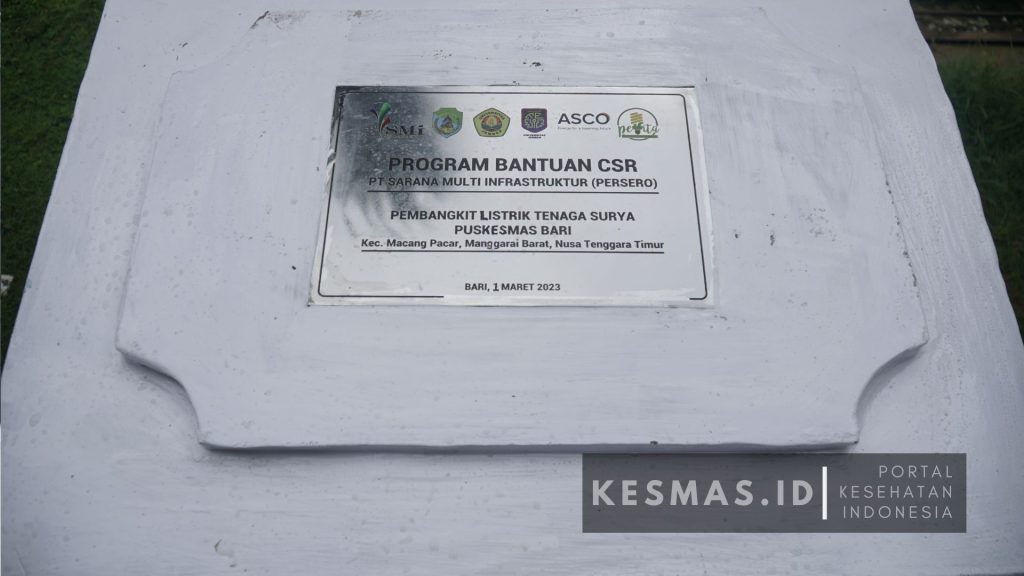 SMi
ASCO
PROGRAM BANTUAN CSR
PT SARANA MULTI INFRASTRUKTUR (PERSERO)
PEMBANGKIT LISTRIK TENAGA SURYA
PUSKESMAS BARI
Kec. Macang Pacar, Manggarai Barat, Nusa Tenggara Timur
BARI, 1 MARET 2023
KESMAS.ID
PORTAL
KESEHATAN
INDONESIA